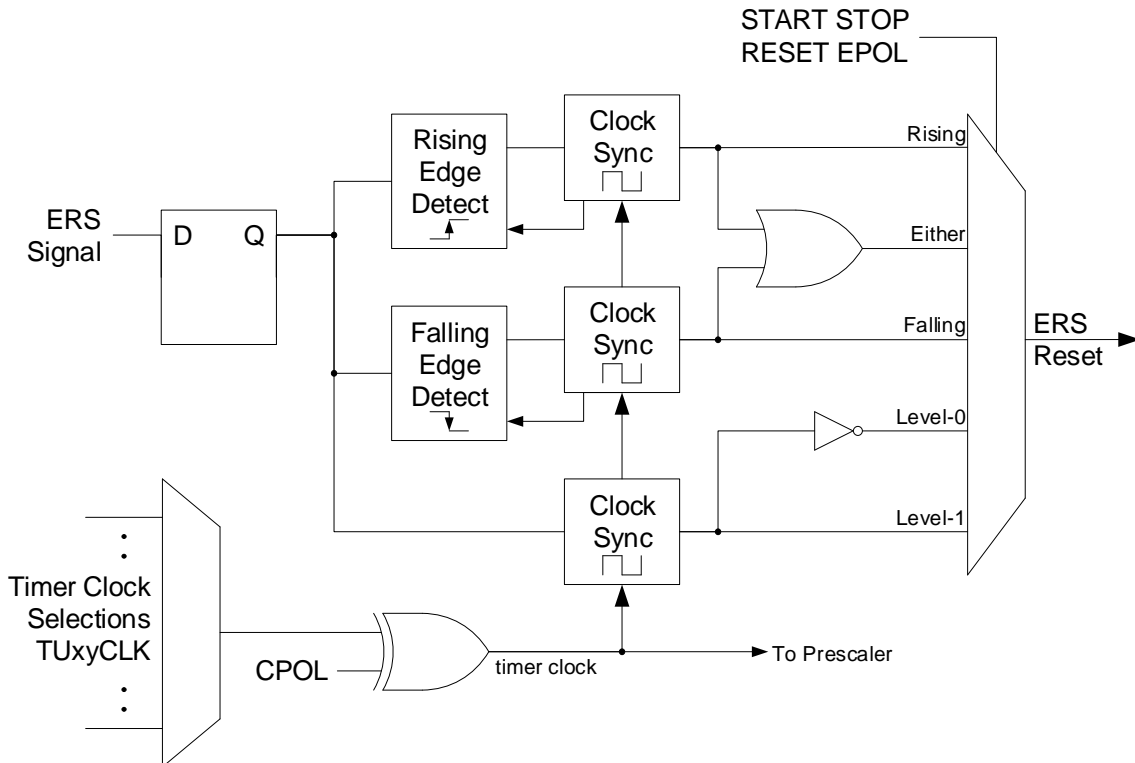 START STOP
RESET EPOL
Rising
Edge
Detect
Clock
Sync
Rising
ERS
Signal
D Q
Either
Falling
Edge
Detect
Clock
Sync
Falling
ERS
Reset
Level-0
Clock
Sync
Level-1
Timer Clock
Selections
TUxyCLK
CPOL
timer clock
To Prescaler